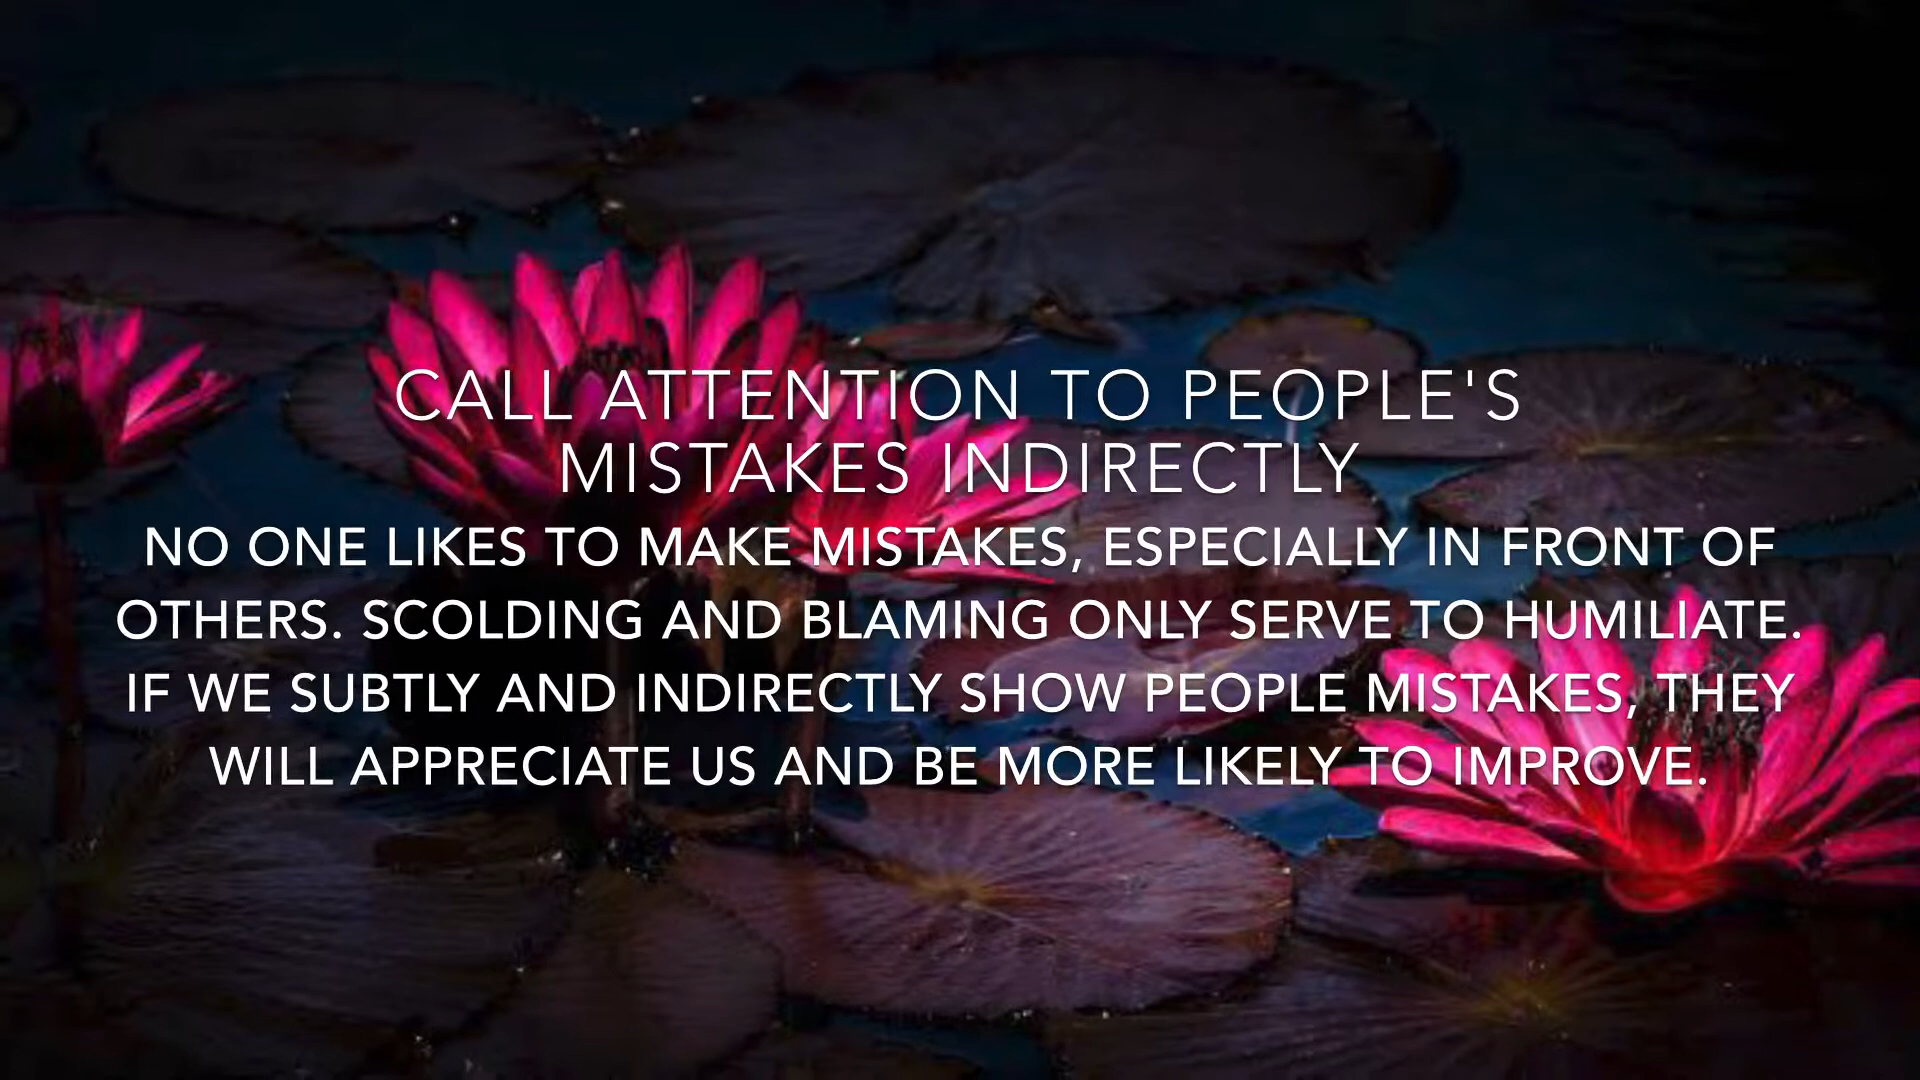 CALL ATTENTION TO PEOPLE'S
MISTAKES INDIRECTLY
NO ONE LIKES TO MAKE MISTAKES, ESPECIALLY IN FRONT OF
OTHERS. SCOLDING AND BLAMING ONLY SERVE TO HUMILIATE.
IF WE SUBTLY AND INDIRECTLY SHOW PEOPLE MISTAKES, THEY
WILL APPRECIATE US AND BE MORE LIKELY TO IMPROVE.